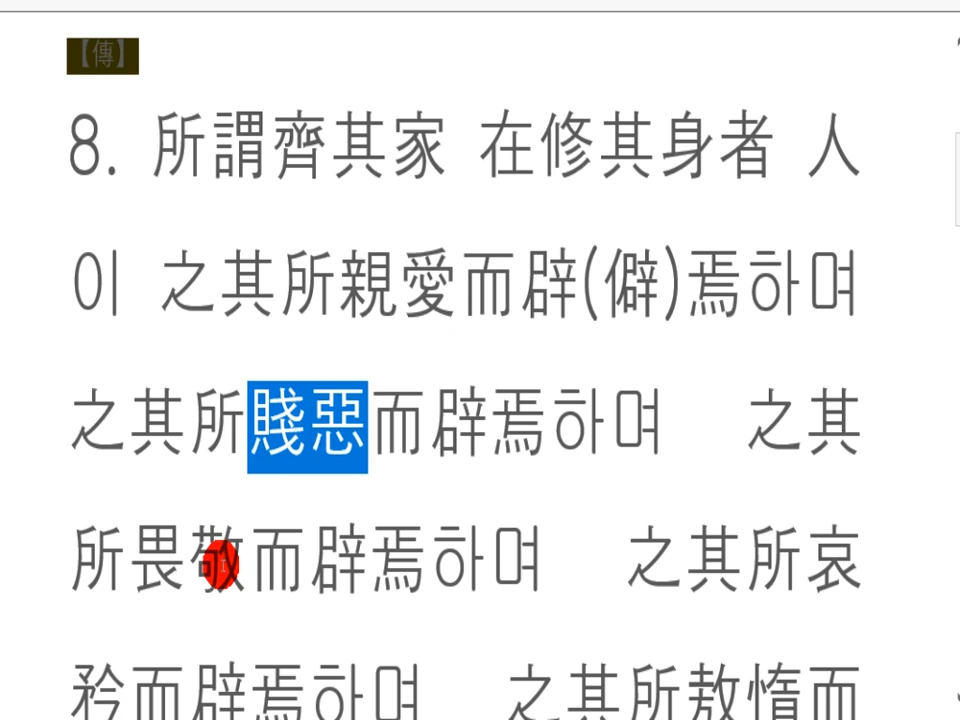 【傳】
8. 所謂齊其家 在修其身者 人
이 之其所親愛而辟(僻)焉하며
之其所賤惡而辟焉하며 之其
所畏敬而辟焉하며 之其所哀
矜而辟焉하며 之其所敖惰而